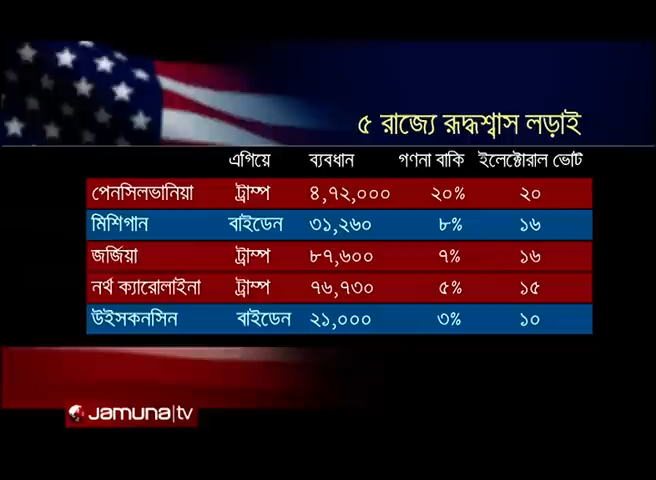 ৫ রাজ্যে রূদ্ধশ্বাস লড়াই
এগিয়ে ব্যবধান গণনা বাকি ইলেক্টোরাল ভোট
পেনসিলভানিয়া ট্রাম্প ৪,৭২,০০০ ২০% ২০
মিশিগান বাইডেন ৩১,২৬০ ৮% ১৬
জর্জিয়া ট্রাম্প ৮৭,৬০০ ৭% ১৬
নর্থ ক্যারোলাইনা ট্রাম্প ৭৬,৭৩০ ৫% ১৫
উইসকনসিন বাইডেন ২১,০০০ ৩% ১০
Jamuna|tv